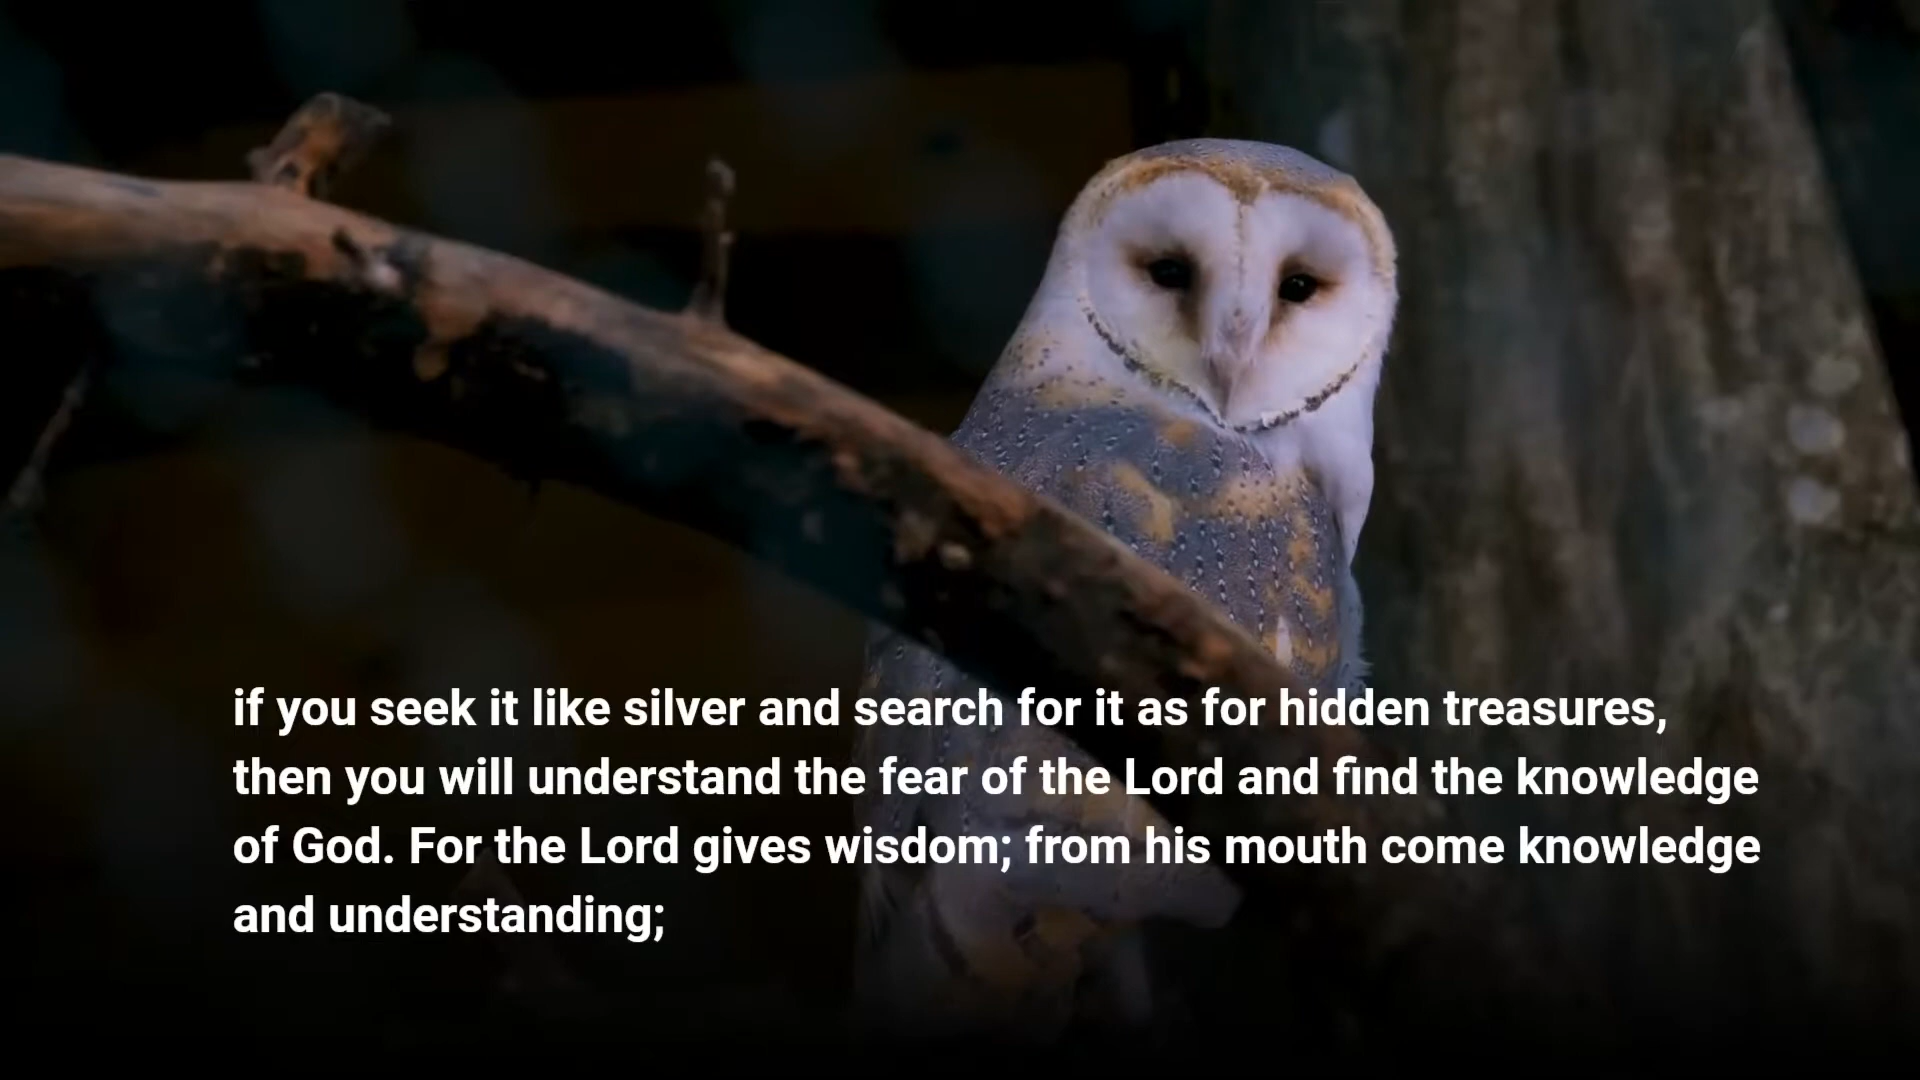 if you seek it like silver and search for it as for hidden treasures,
then you will understand the fear of the Lord and find the knowledge
of God. For the Lord gives wisdom; from his mouth come knowledge
and understanding;